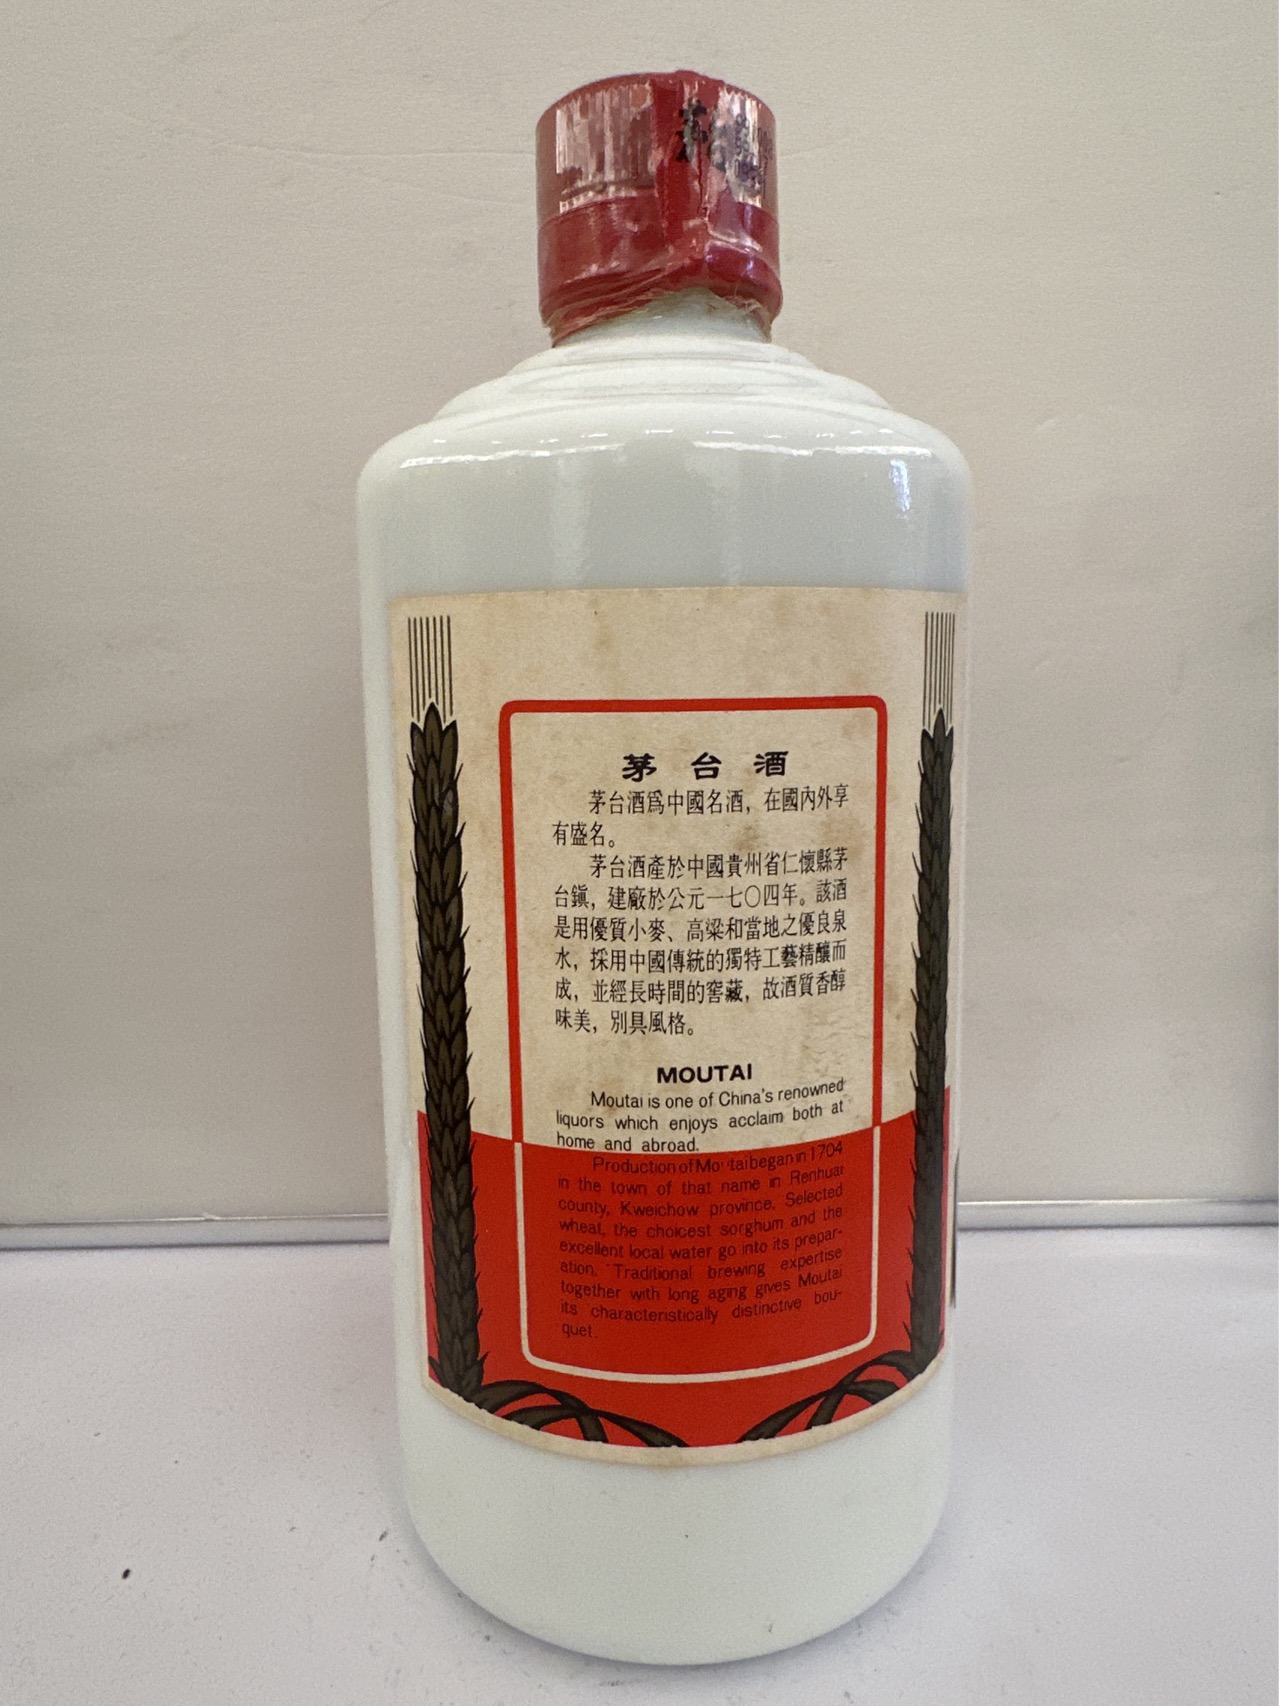 茅台
茅台酒
茅台酒爲中國名酒，在國內外享
有盛名。
茅台酒產於中國貴州省仁懷縣茅
台鎭，建廠於公元一七〇四年。該酒
是用優質小麥、高粱和當地之優良泉
水，採用中國傳統的獨特工藝精釀而
成，並經長時間的窖藏，故酒質香醇
味美，別具風格。
MOUTAI
Moutai is one of China's renowned
liquors which enjoys acclaim both at
home and abroad.
Production of Moutai began in 1704
in the town of that name in Renhuai
county, Kweichow province. Selected
wheat, the choicest sorghum and the
excellent local water go into its prepar-
ation. Traditional brewing expertise
together with long aging gives Moutai
its characteristically distinctive bou-
quet.